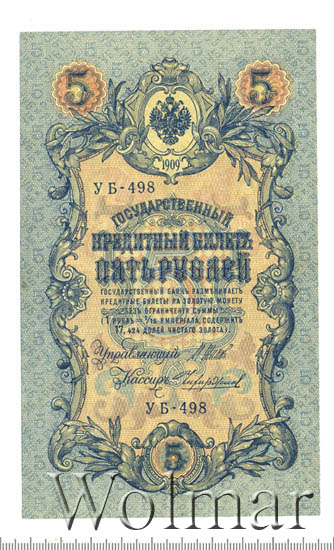 5 5
1909
УБ-498
ГОСУДАРСТВЕННЫЙ
КРЕДИТНЫЙ БИЛЕТЪ
ПЯТЬ РУБЛЕЙ
ГОСУДАРСТВЕННЫЙ БАНКЪ РАЗМѢНИВАЕТЪ
КРЕДИТНЫЕ БИЛЕТЫ НА ЗОЛОТУЮ МОНЕТУ
БЕЗЪ ОГРАНИЧЕНІЯ СУММЫ
(1 РУБЛЬ = 1/15 ИМПЕРІАЛА, СОДЕРЖИТЪ
17,424 ДОЛЕЙ ЧИСТАГО ЗОЛОТА).
Управляющій
Кассиръ
УБ-498
5
Wolmar